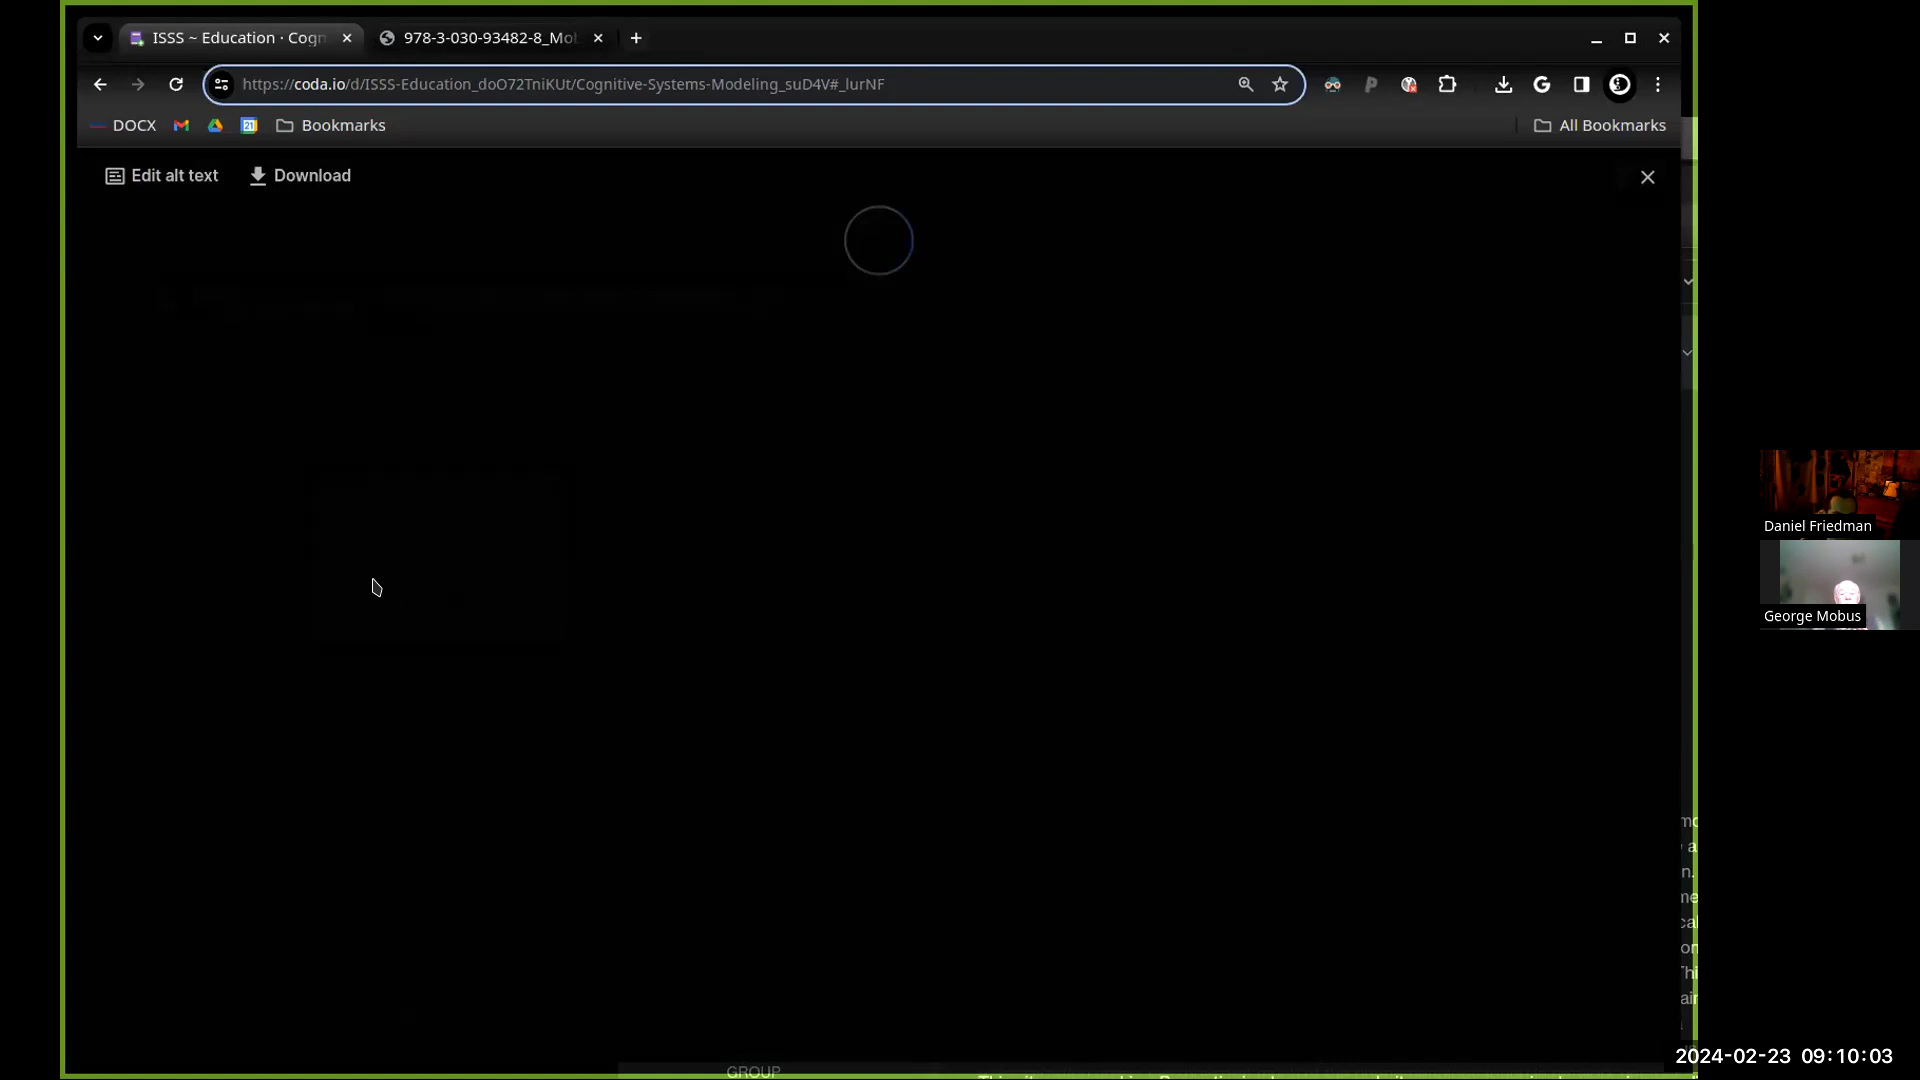 ISSS ~ Education · Cogn
978-3-030-93482-8_Mo
https://coda.io/d/ISSS-Education_doO72TniKUt/Cognitive-Systems-Modeling_suD4V#_lurNF
DOCX
21
Bookmarks
All Bookmarks
Edit alt text
Download
Daniel Friedman
George Mobus
GROUP
2024-02-23 09:10:03